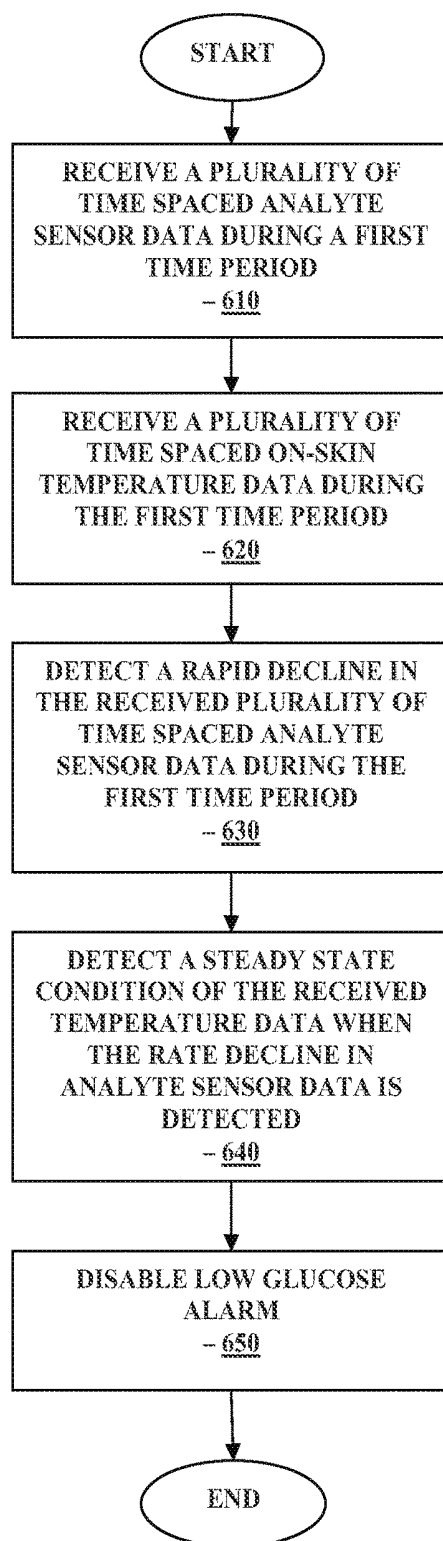 START
RECEIVE A PLURALITY OF
TIME SPACED ANALYTE
SENSOR DATA DURING A FIRST
TIME PERIOD
– 610
RECEIVE A PLURALITY OF
TIME SPACED ON-SKIN
TEMPERATURE DATA DURING
THE FIRST TIME PERIOD
– 620
DETECT A RAPID DECLINE IN
THE RECEIVED PLURALITY OF
TIME SPACED ANALYTE
SENSOR DATA DURING THE
FIRST TIME PERIOD
– 630
DETECT A STEADY STATE
CONDITION OF THE RECEIVED
TEMPERATURE DATA WHEN
THE RATE DECLINE IN
ANALYTE SENSOR DATA IS
DETECTED
– 640
DISABLE LOW GLUCOSE
ALARM
– 650
END